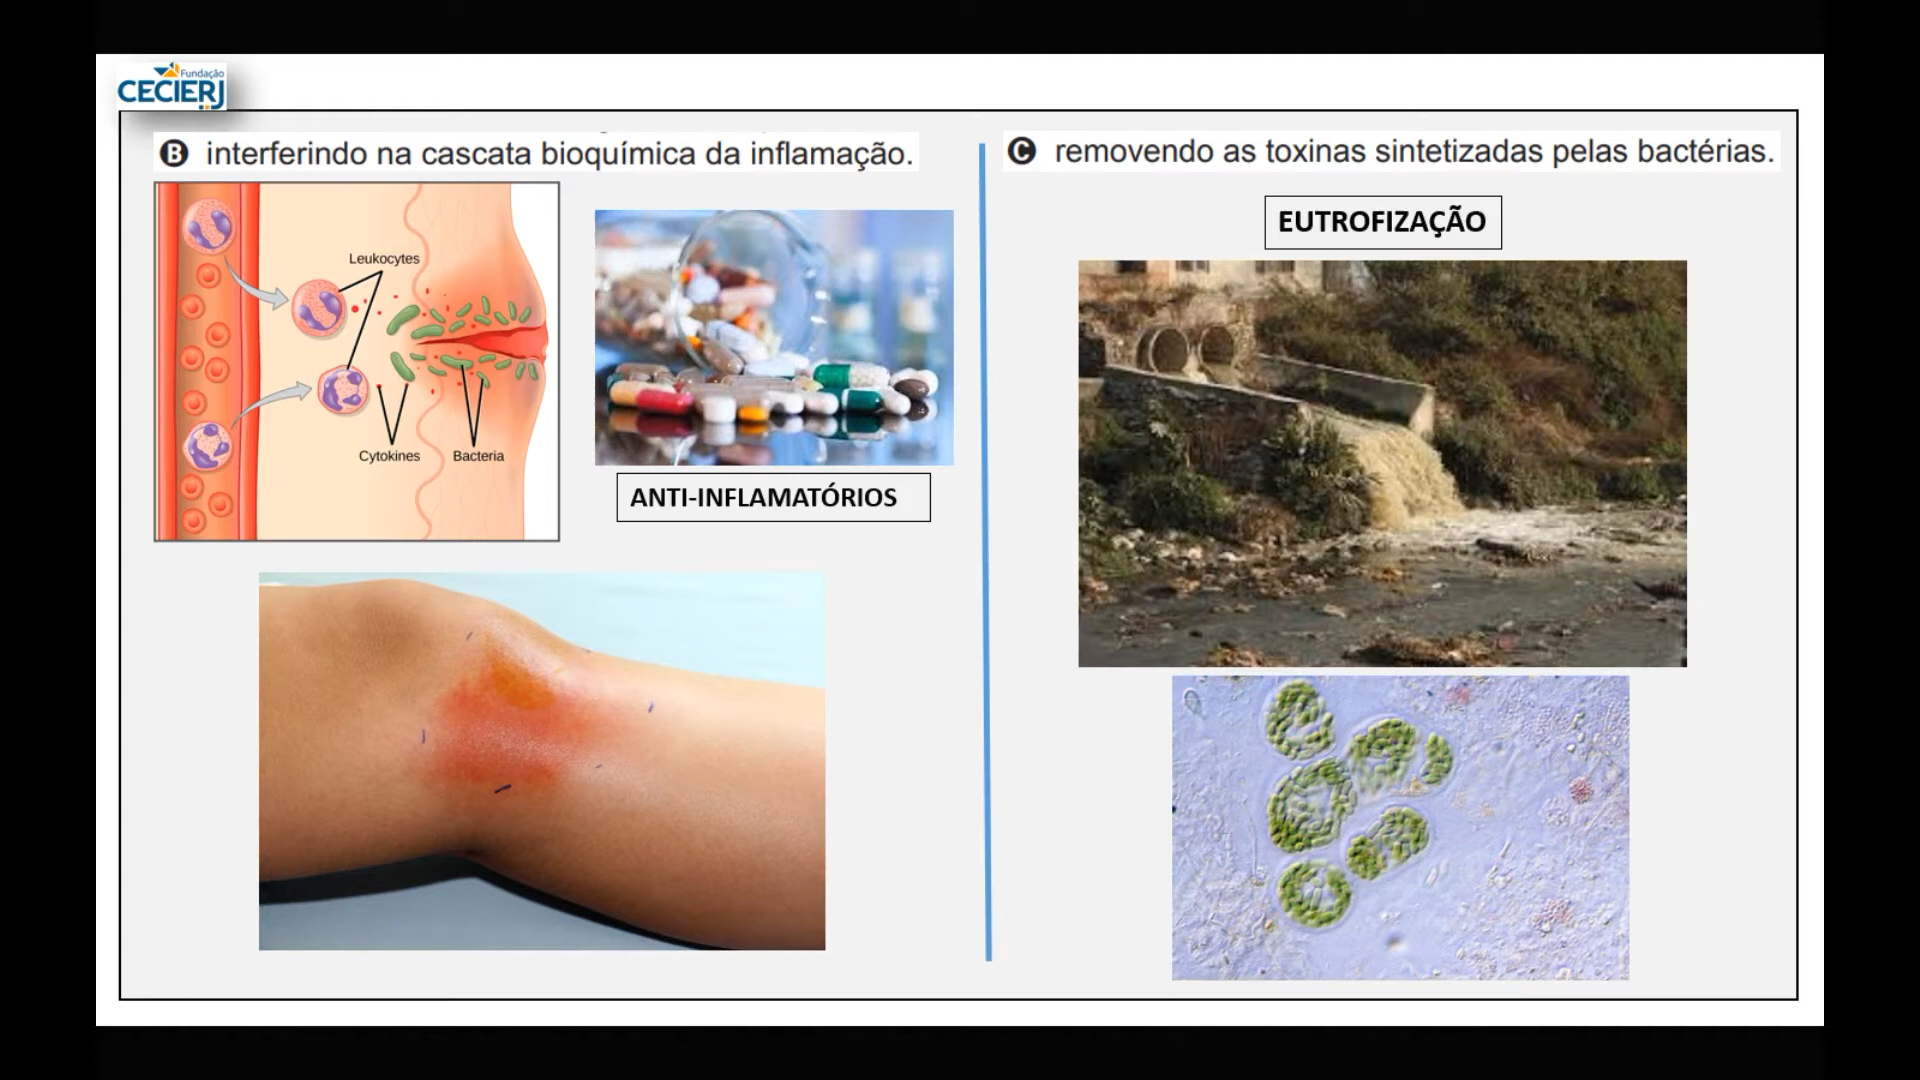 Fundação
CECIERJ
B interferindo na cascata bioquímica da inflamação.
Leukocytes
Cytokines
Bacteria
ANTI-INFLAMATÓRIOS
C removendo as toxinas sintetizadas pelas bactérias.
EUTROFIZAÇÃO